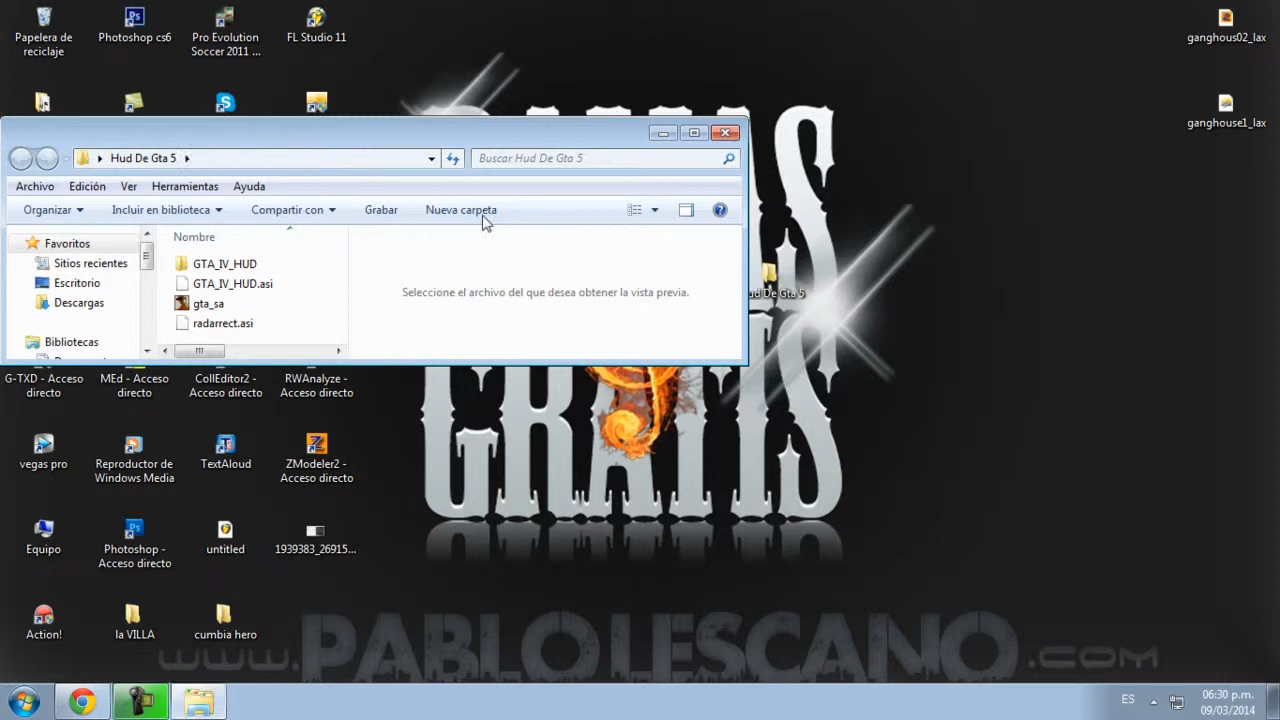 Papelera de
reciclaje
Photoshop cs6
Pro Evolution
Soccer 2011 ...
FL Studio 11
ganghous02_lax
ganghouse1_lax
Hud De Gta 5
Buscar Hud De Gta 5
Archivo Edición Ver Herramientas Ayuda
Organizar Incluir en biblioteca Compartir con Grabar Nueva carpeta
Favoritos
Sitios recientes
Escritorio
Descargas
Bibliotecas
Nombre
GTA_IV_HUD
GTA_IV_HUD.asi
gta_sa
radarrect.asi
Seleccione el archivo del que desea obtener la vista previa.
ud De Gta 5
GRATIS
G-TXD - Acceso
directo
MEd - Acceso
directo
CollEditor2 -
Acceso directo
RWAnalyze -
Acceso directo
vegas pro
Reproductor de
Windows Media
TextAloud
ZModeler2 -
Acceso directo
Equipo
Photoshop -
Acceso directo
untitled
1939383_26915...
Action!
la VILLA
cumbia hero
www.PABLOLESCANO.com
ES
06:30 p.m.
09/03/2014